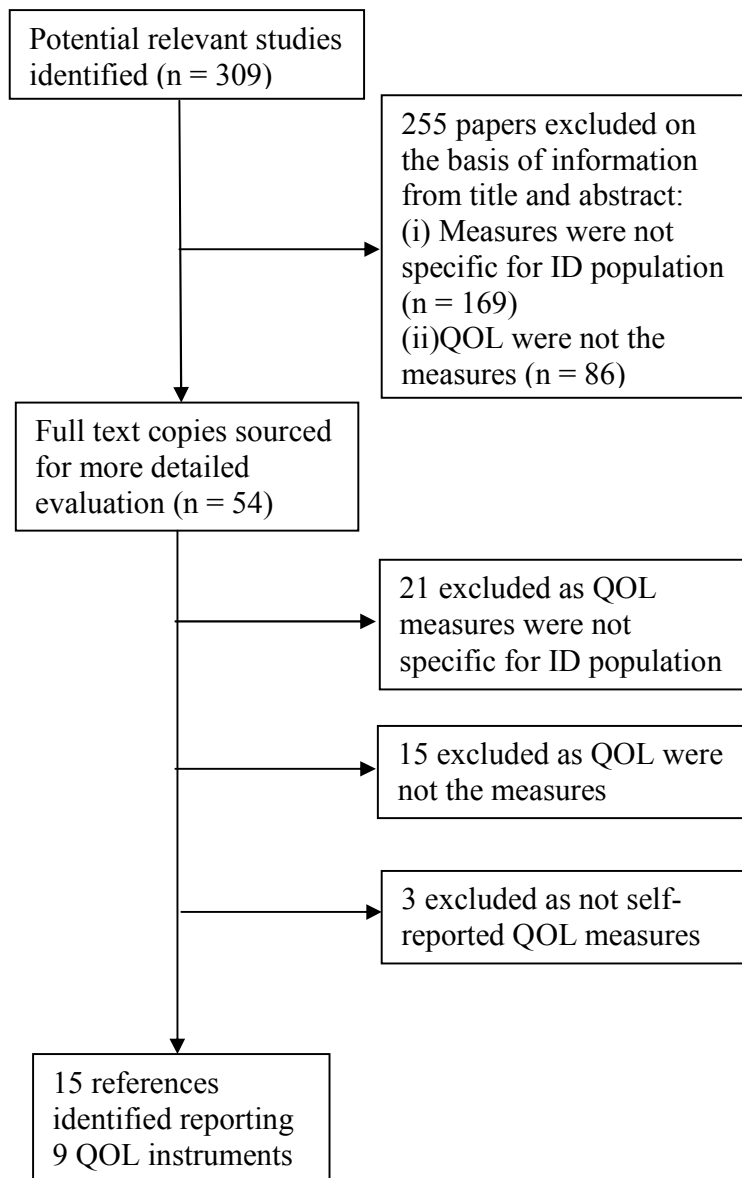 Potential relevant studies
identified (n = 309)
255 papers excluded on
the basis of information
from title and abstract:
(i) Measures were not
specific for ID population
(n = 169)
(ii)QOL were not the
measures (n = 86)
Full text copies sourced
for more detailed
evaluation (n = 54)
21 excluded as QOL
measures were not
specific for ID population
15 excluded as QOL were
not the measures
3 excluded as not self-
reported QOL measures
15 references
identified reporting
9 QOL instruments